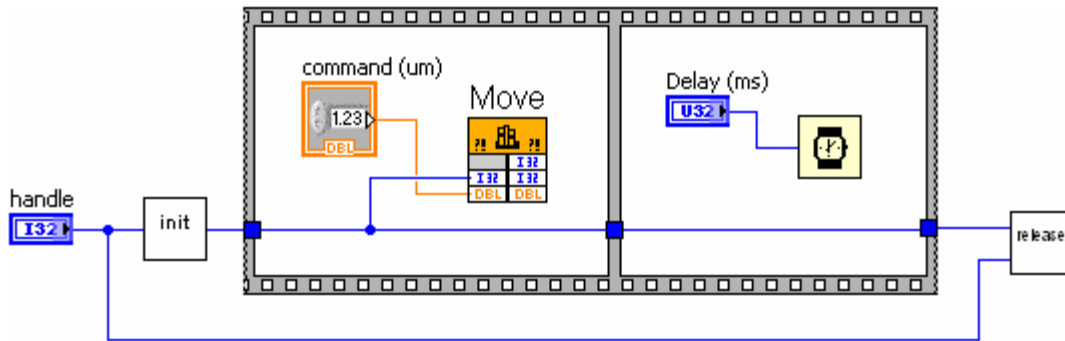 command (um)
1.23
DBL
Move
?! ?!
I32
I32 I32
DBL DBL
Delay (ms)
U32
handle
I32
init
release